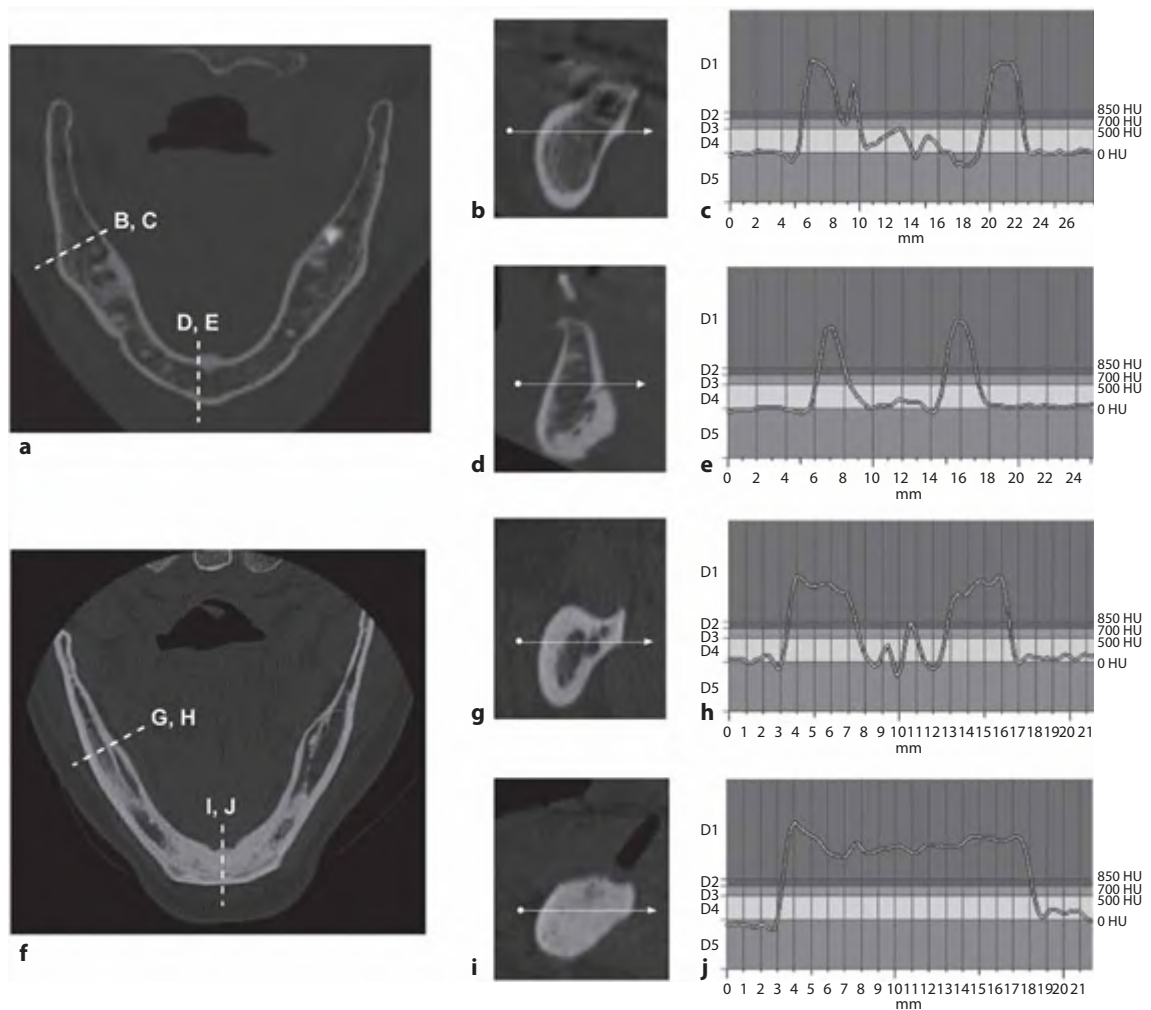 B, C
D, E
a
b
D1
D2
D3
D4
D5
850 HU
700 HU
500 HU
0 HU
c
0 2 4 6 8 10 12 14 16 18 20 22 24 26
mm
d
D1
D2
D3
D4
D5
850 HU
700 HU
500 HU
0 HU
e
0 2 4 6 8 10 12 14 16 18 20 22 24
mm
G, H
I, J
f
g
D1
D2
D3
D4
D5
850 HU
700 HU
500 HU
0 HU
h
0 1 2 3 4 5 6 7 8 9 10 11 12 13 14 15 16 17 18 19 20 21
mm
i
D1
D2
D3
D4
D5
850 HU
700 HU
500 HU
0 HU
j
0 1 2 3 4 5 6 7 8 9 10 11 12 13 14 15 16 17 18 19 20 21
mm